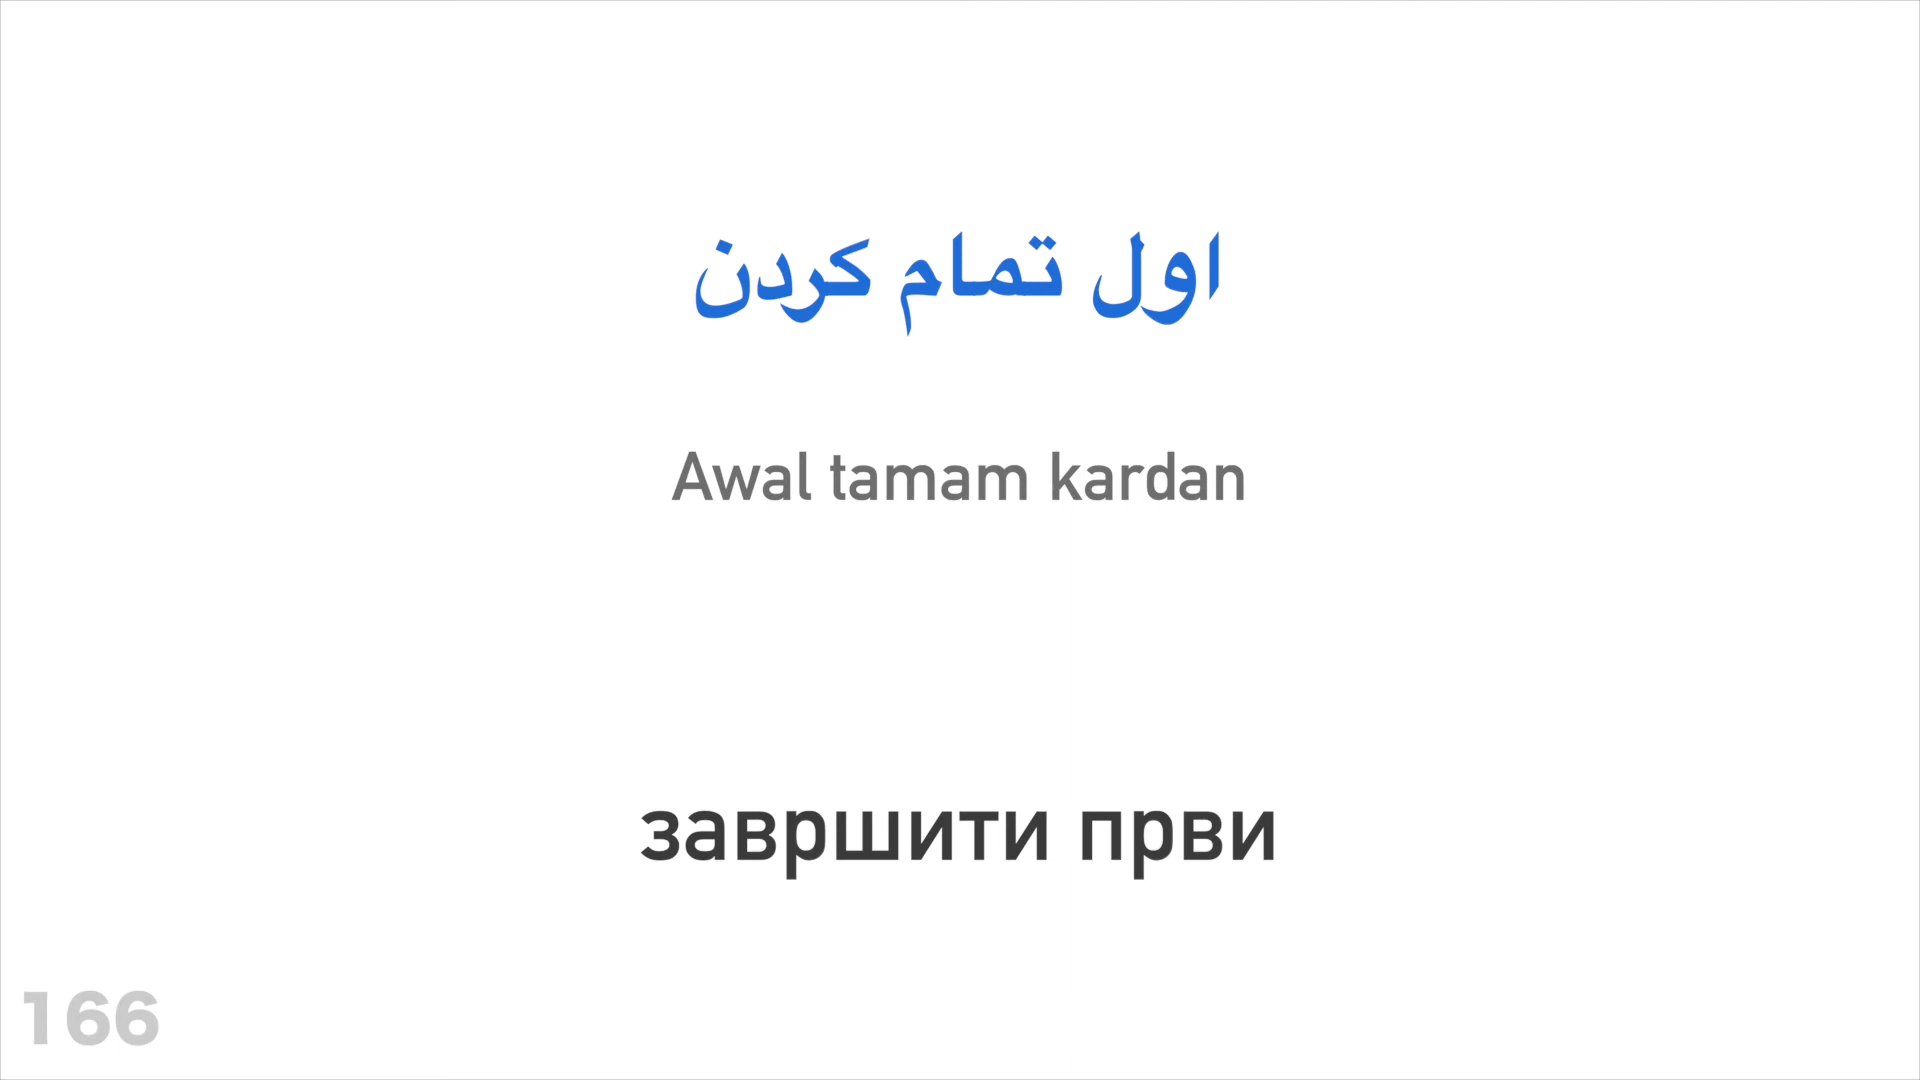 اول تمام کردن
Awal tamam kardan
завршити први
166